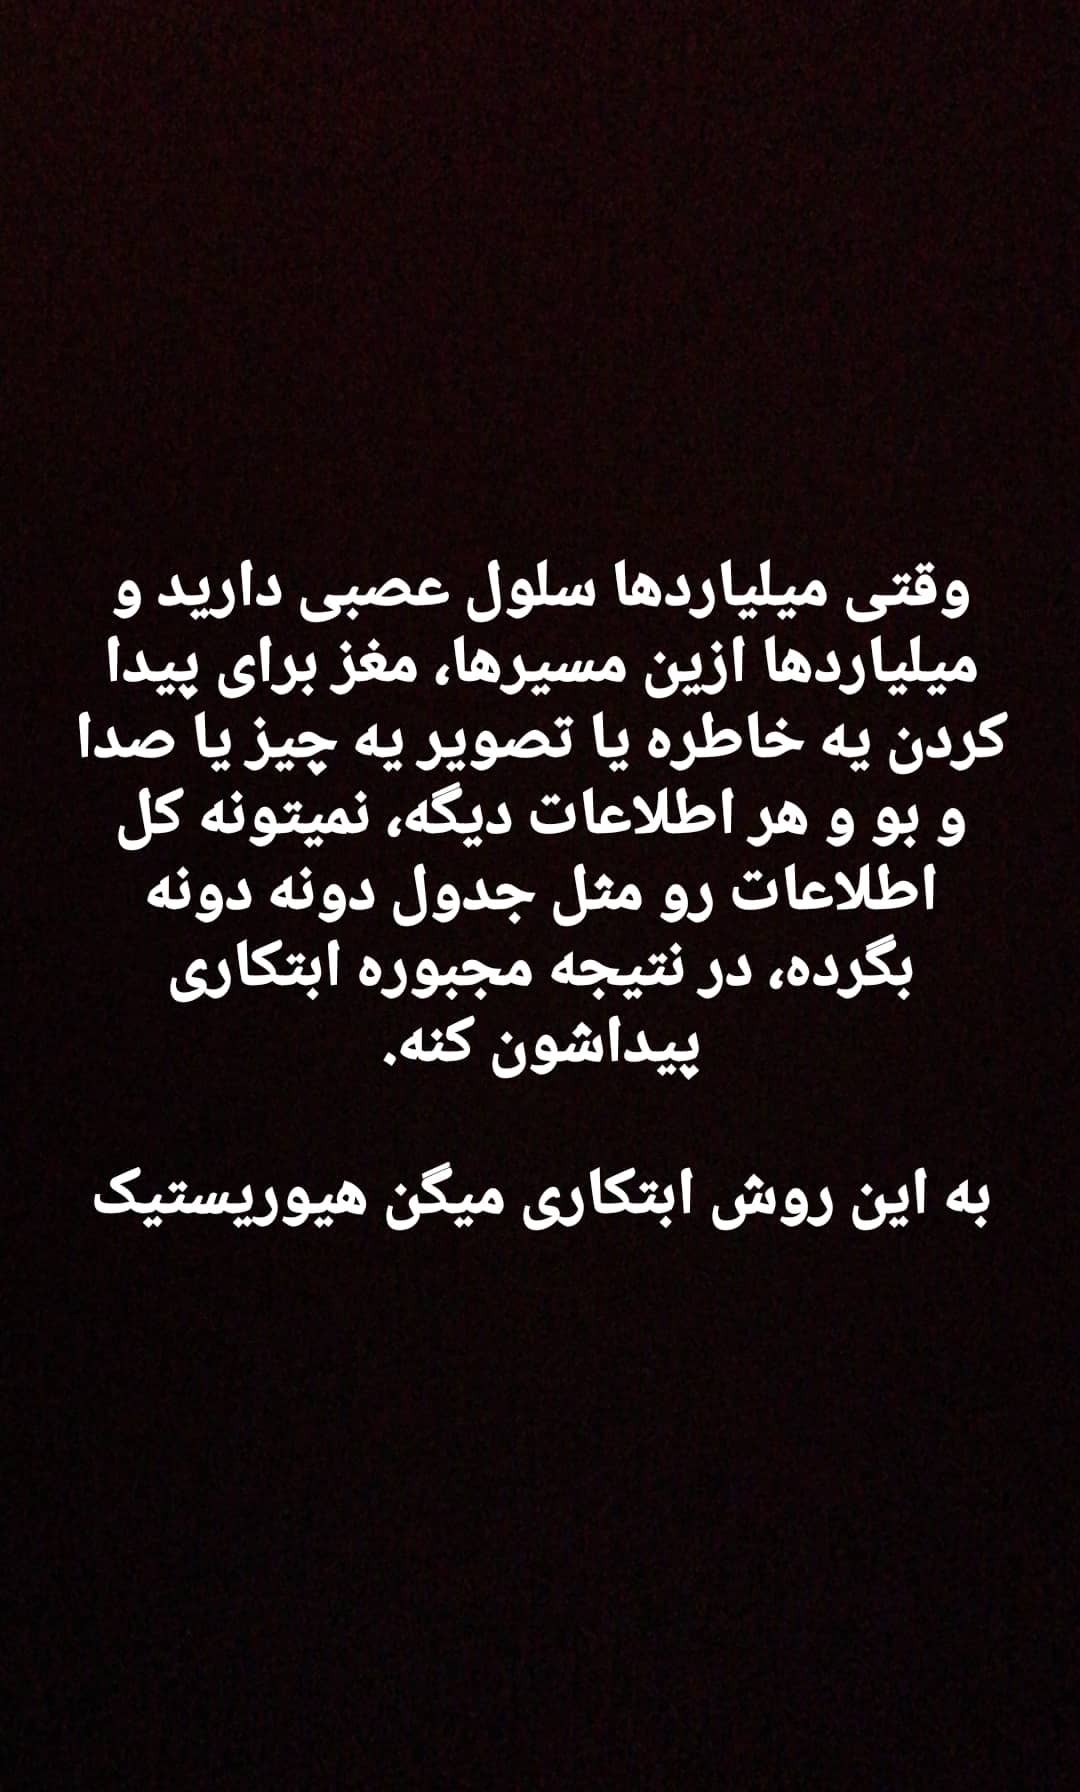 وقتی میلیاردها سلول عصبی دارید و
میلیاردها ازین مسیرها، مغز برای پیدا
کردن یه خاطره یا تصویر یه چیز یا صدا
و بو و هر اطلاعات دیگه، نمیتونه کل
اطلاعات رو مثل جدول دونه دونه
بگرده، در نتیجه مجبوره ابتکاری
پیداشون کنه.
به این روش ابتکاری میگن هیوریستیک